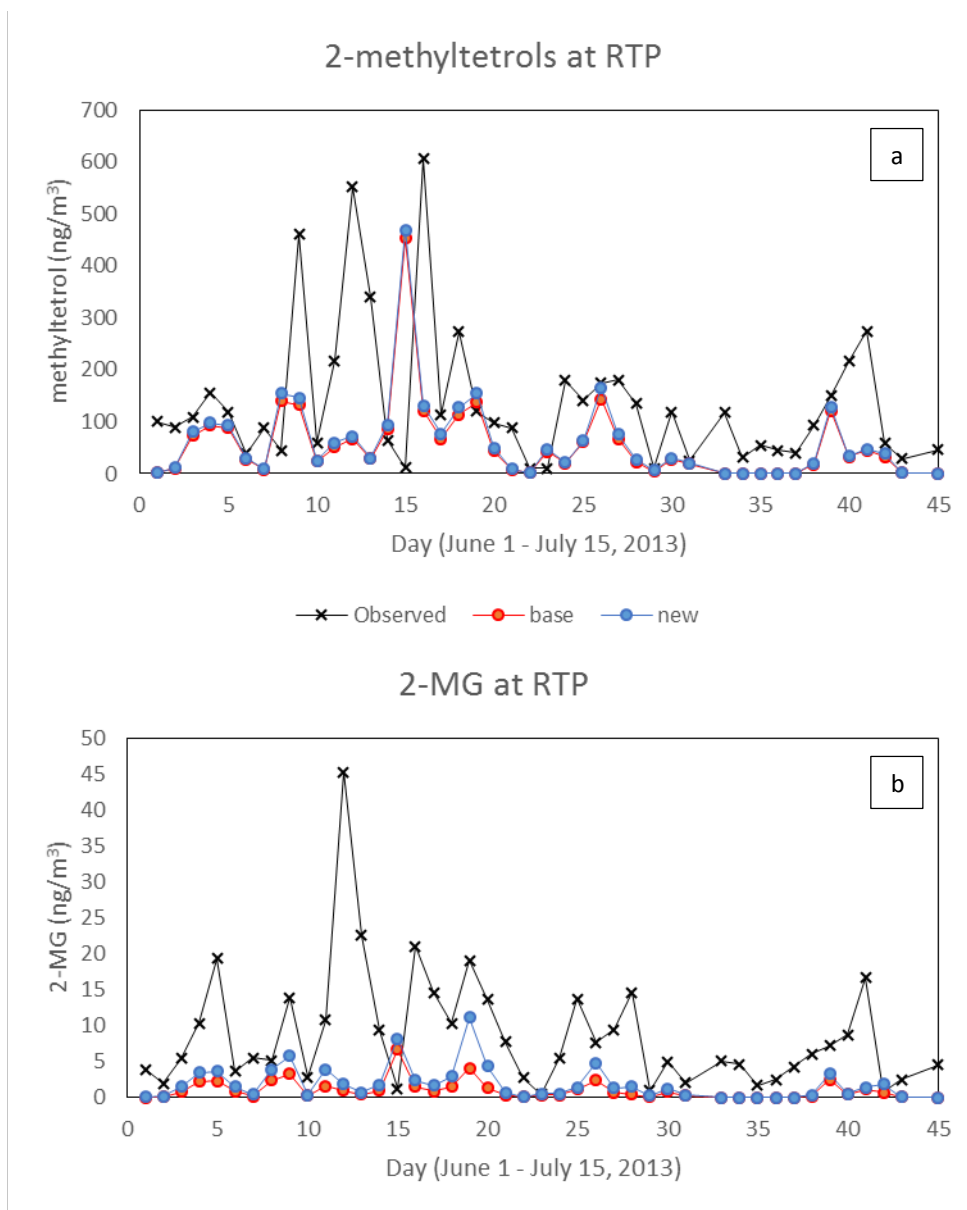 2-methyltetrols at RTP
a
700
600
500
400
300
200
100
0
methyltetrol (ng/m³)
0 5 10 15 20 25 30 35 40 45
Day (June 1 - July 15, 2013)
Observed base new
2-MG at RTP
b
50
45
40
35
30
25
20
15
10
5
0
2-MG (ng/m³)
0 5 10 15 20 25 30 35 40 45
Day (June 1 - July 15, 2013)